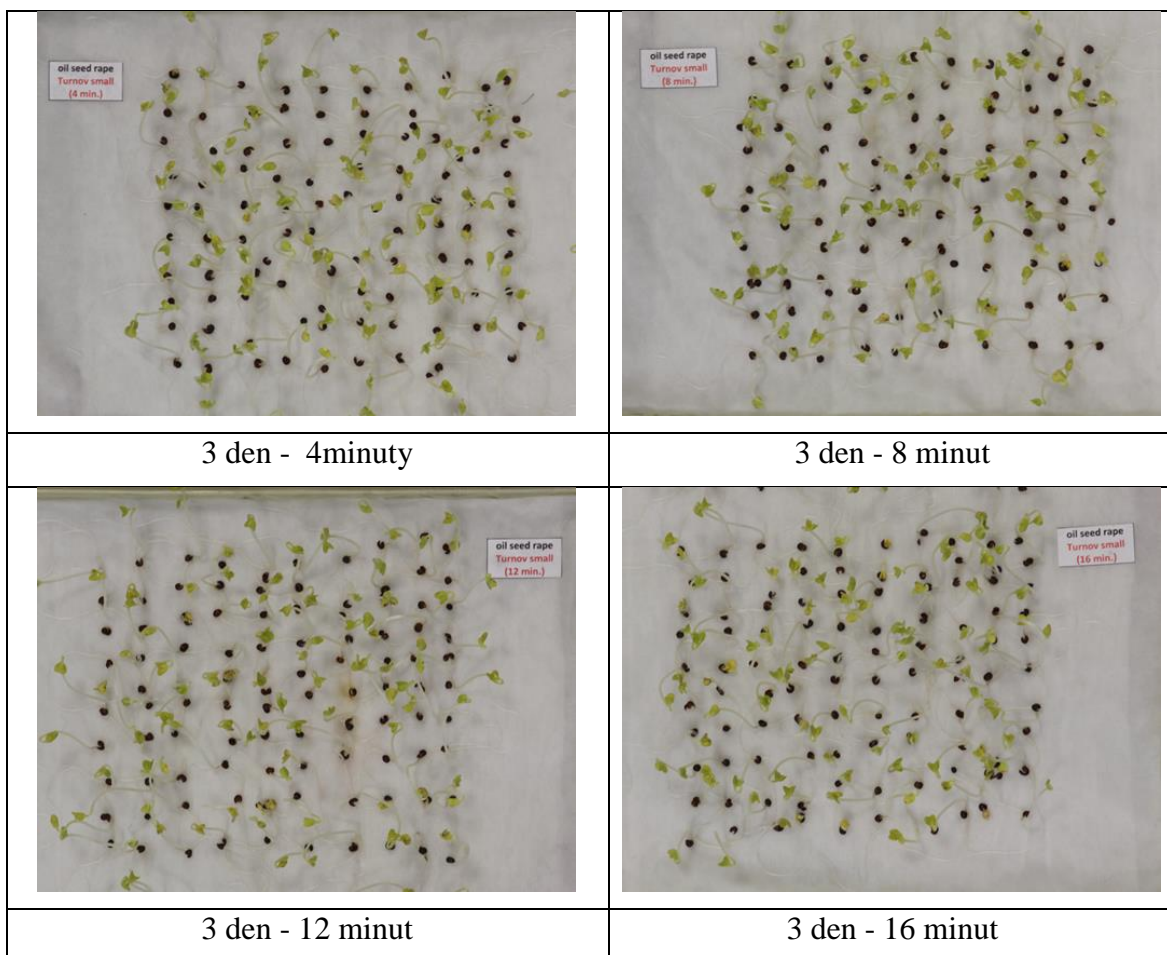 oil seed rape
Turnov small
(4 min.)
oil seed rape
Turnov small
(8 min.)
3 den -  4minuty
3 den - 8 minut
oil seed rape
Turnov small
(12 min.)
oil seed rape
Turnov small
(16 min.)
3 den - 12 minut
3 den - 16 minut